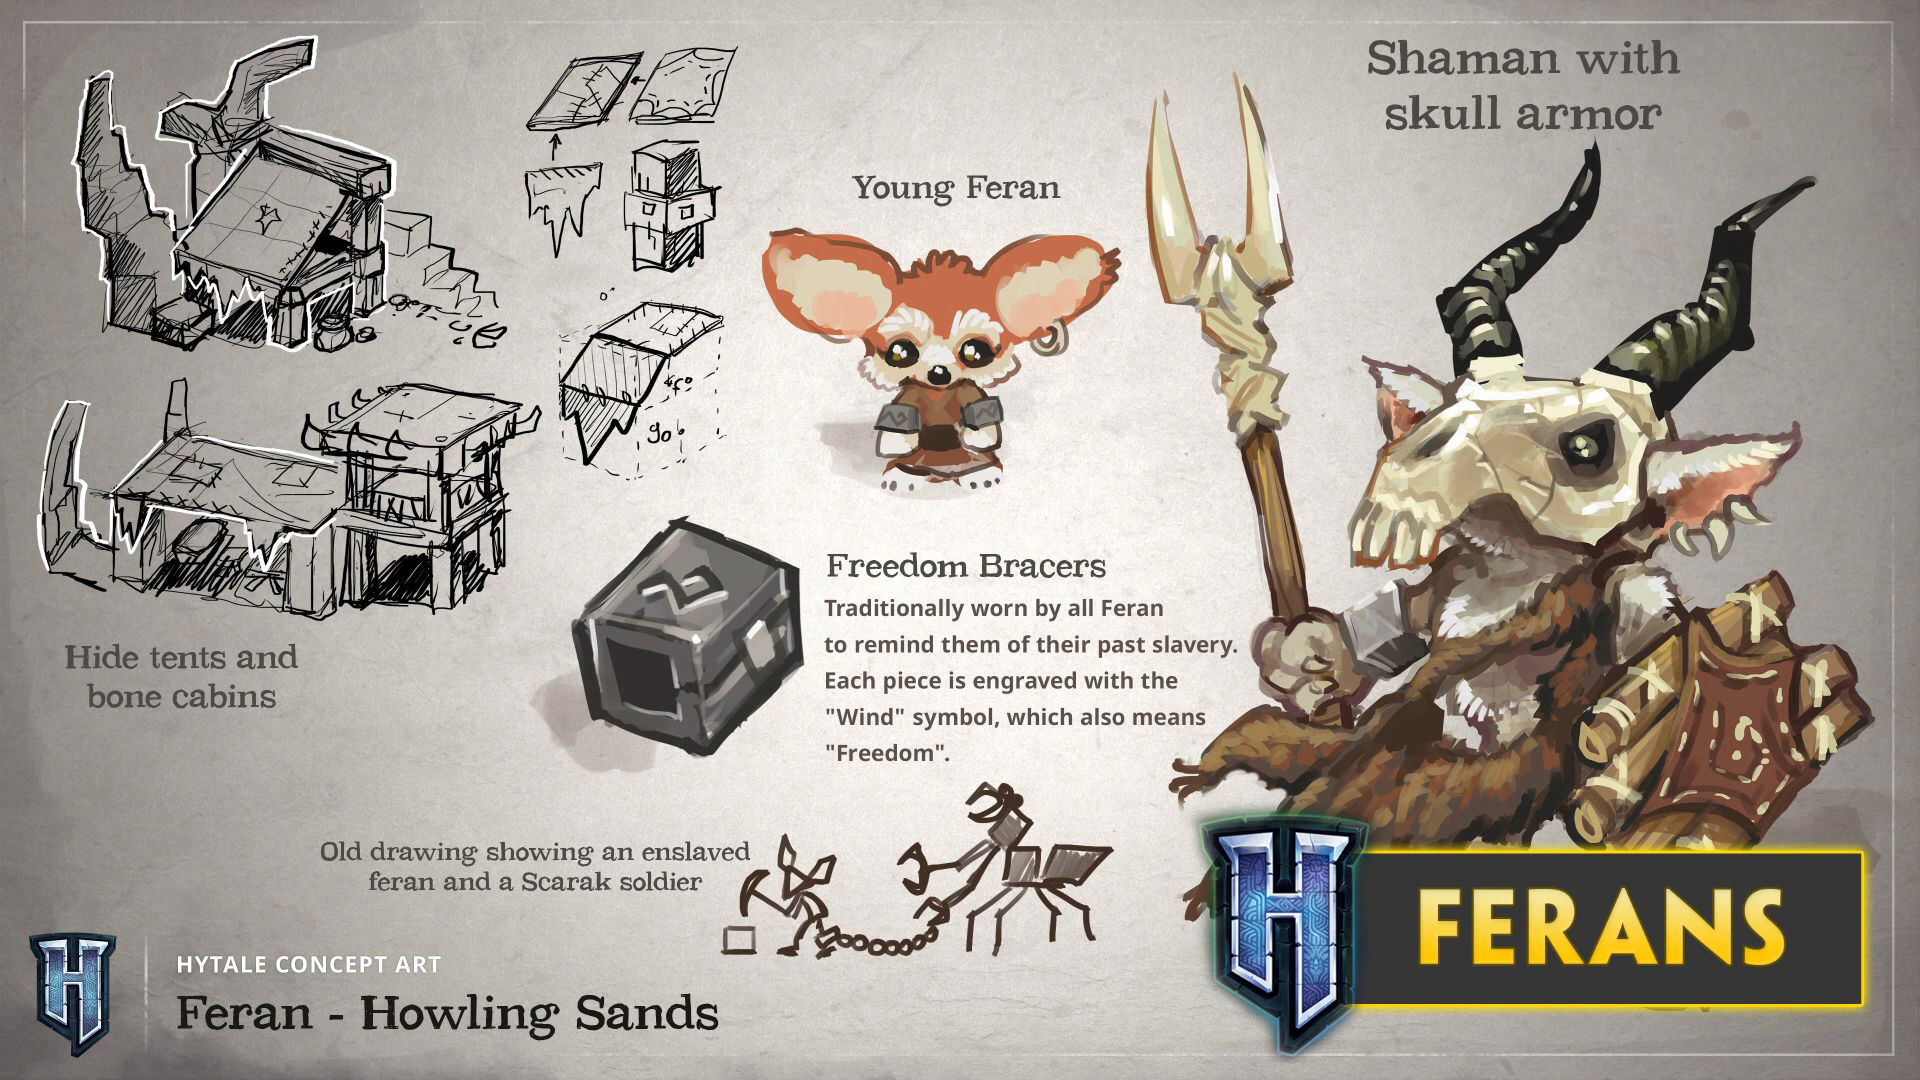 Shaman with
skull armor
Young Feran
Freedom Bracers
Traditionally worn by all Feran
to remind them of their past slavery.
Each piece is engraved with the
"Wind" symbol, which also means
"Freedom".
Hide tents and
bone cabins
Old drawing showing an enslaved
feran and a Scarak soldier
HYTALE CONCEPT ART
Feran - Howling Sands
H
H
FERANS